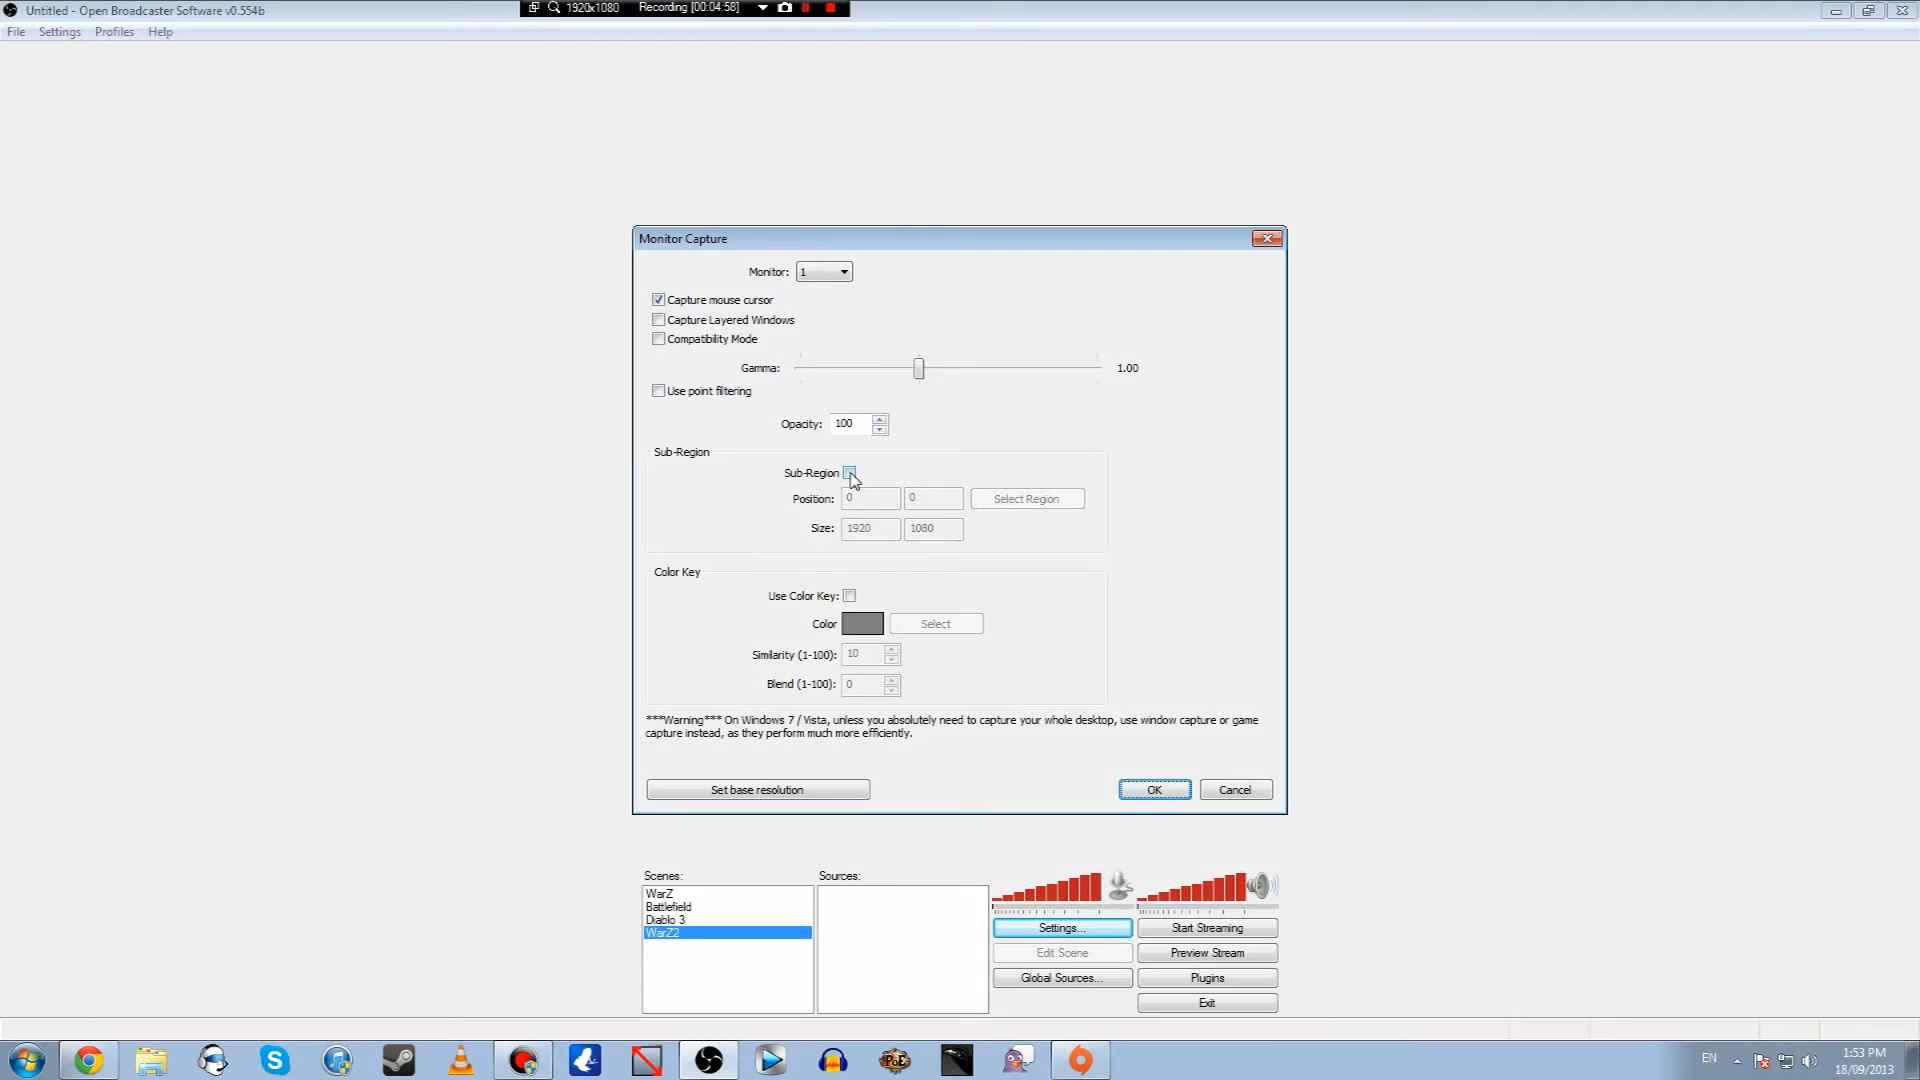 Untitled - Open Broadcaster Software v0.554b
1920x1080 Recording [00:04:58]
File Settings Profiles Help
Monitor Capture
Monitor: 1
Capture mouse cursor
Capture Layered Windows
Compatibility Mode
Gamma: 1.00
Use point filtering
Opacity: 100
Sub-Region
Sub-Region
Position: 0 0 Select Region
Size: 1920 1080
Color Key
Use Color Key:
Color Select
Similarity (1-100): 10
Blend (1-100): 0
***Warning*** On Windows 7 / Vista, unless you absolutely need to capture your whole desktop, use window capture or game
capture instead, as they perform much more efficiently.
Set base resolution OK Cancel
Scenes: Sources:
WarZ
Battlefield
Diablo 3
WarZ2
Settings... Start Streaming
Edit Scene Preview Stream
Global Sources... Plugins
Exit
PoE
EN
1:53 PM
18/09/2013